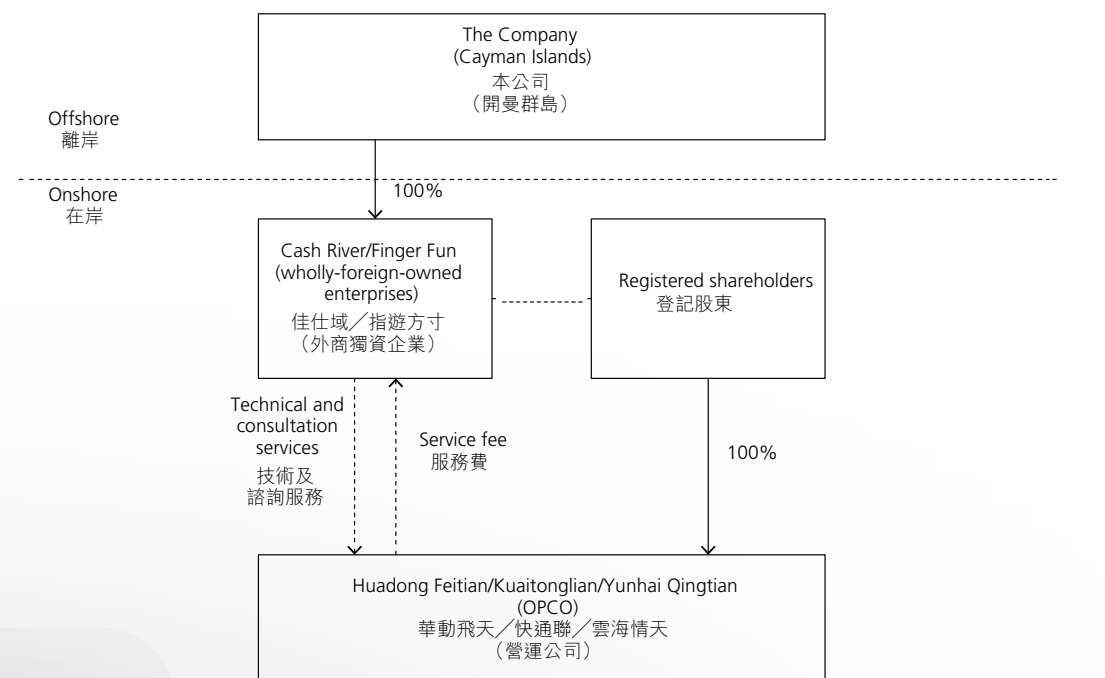 The Company
(Cayman Islands)
本公司
（開曼群島）
Offshore
離岸
Onshore
在岸
100%
Cash River/Finger Fun
(wholly-foreign-owned
enterprises)
佳仕域／指遊方寸
（外商獨資企業）
Registered shareholders
登記股東
Technical and
consultation
services
技術及
諮詢服務
Service fee
服務費
100%
Huadong Feitian/Kuaitonglian/Yunhai Qingtian
(OPCO)
華動飛天／快通聯／雲海情天
（營運公司）